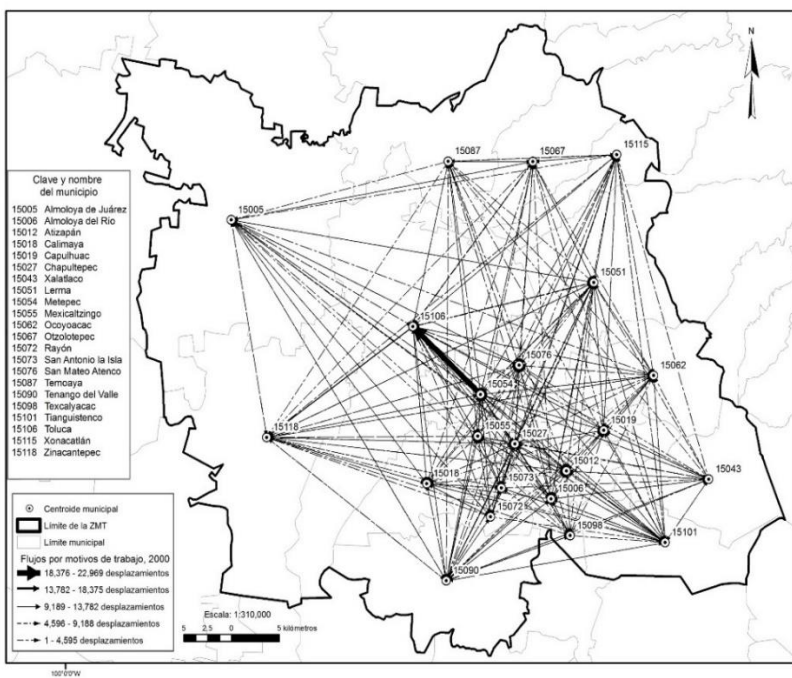 N
15087
15067
15115
15005
15051
15106
15076
15062
15054
15055
15027
15019
15118
15012
15018
15073
15006
15043
15072
15098
15101
15090
Clave y nombre
del municipio
15005 Almoloya de Juárez
15006 Almoloya del Río
15012 Atizapán
15018 Calimaya
15019 Capulhuac
15027 Chapultepec
15043 Xalatlaco
15051 Lerma
15054 Metepec
15055 Mexicaltzingo
15062 Ocoyoacac
15067 Otzolotepec
15072 Rayón
15073 San Antonio la Isla
15076 San Mateo Atenco
15087 Temoaya
15090 Tenango del Valle
15098 Texcalyacac
15101 Tianguistenco
15106 Toluca
15115 Xonacatlán
15118 Zinacantepec
Centroide municipal
Límite de la ZMT
Límite municipal
Flujos por motivos de trabajo, 2000
18,376 - 22,969 desplazamientos
13,782 - 18,375 desplazamientos
9,189 - 13,782 desplazamientos
4,596 - 9,188 desplazamientos
1 - 4,595 desplazamientos
Escala: 1:310,000
5 2,5 0 5 kilómetros
100°0'0"W